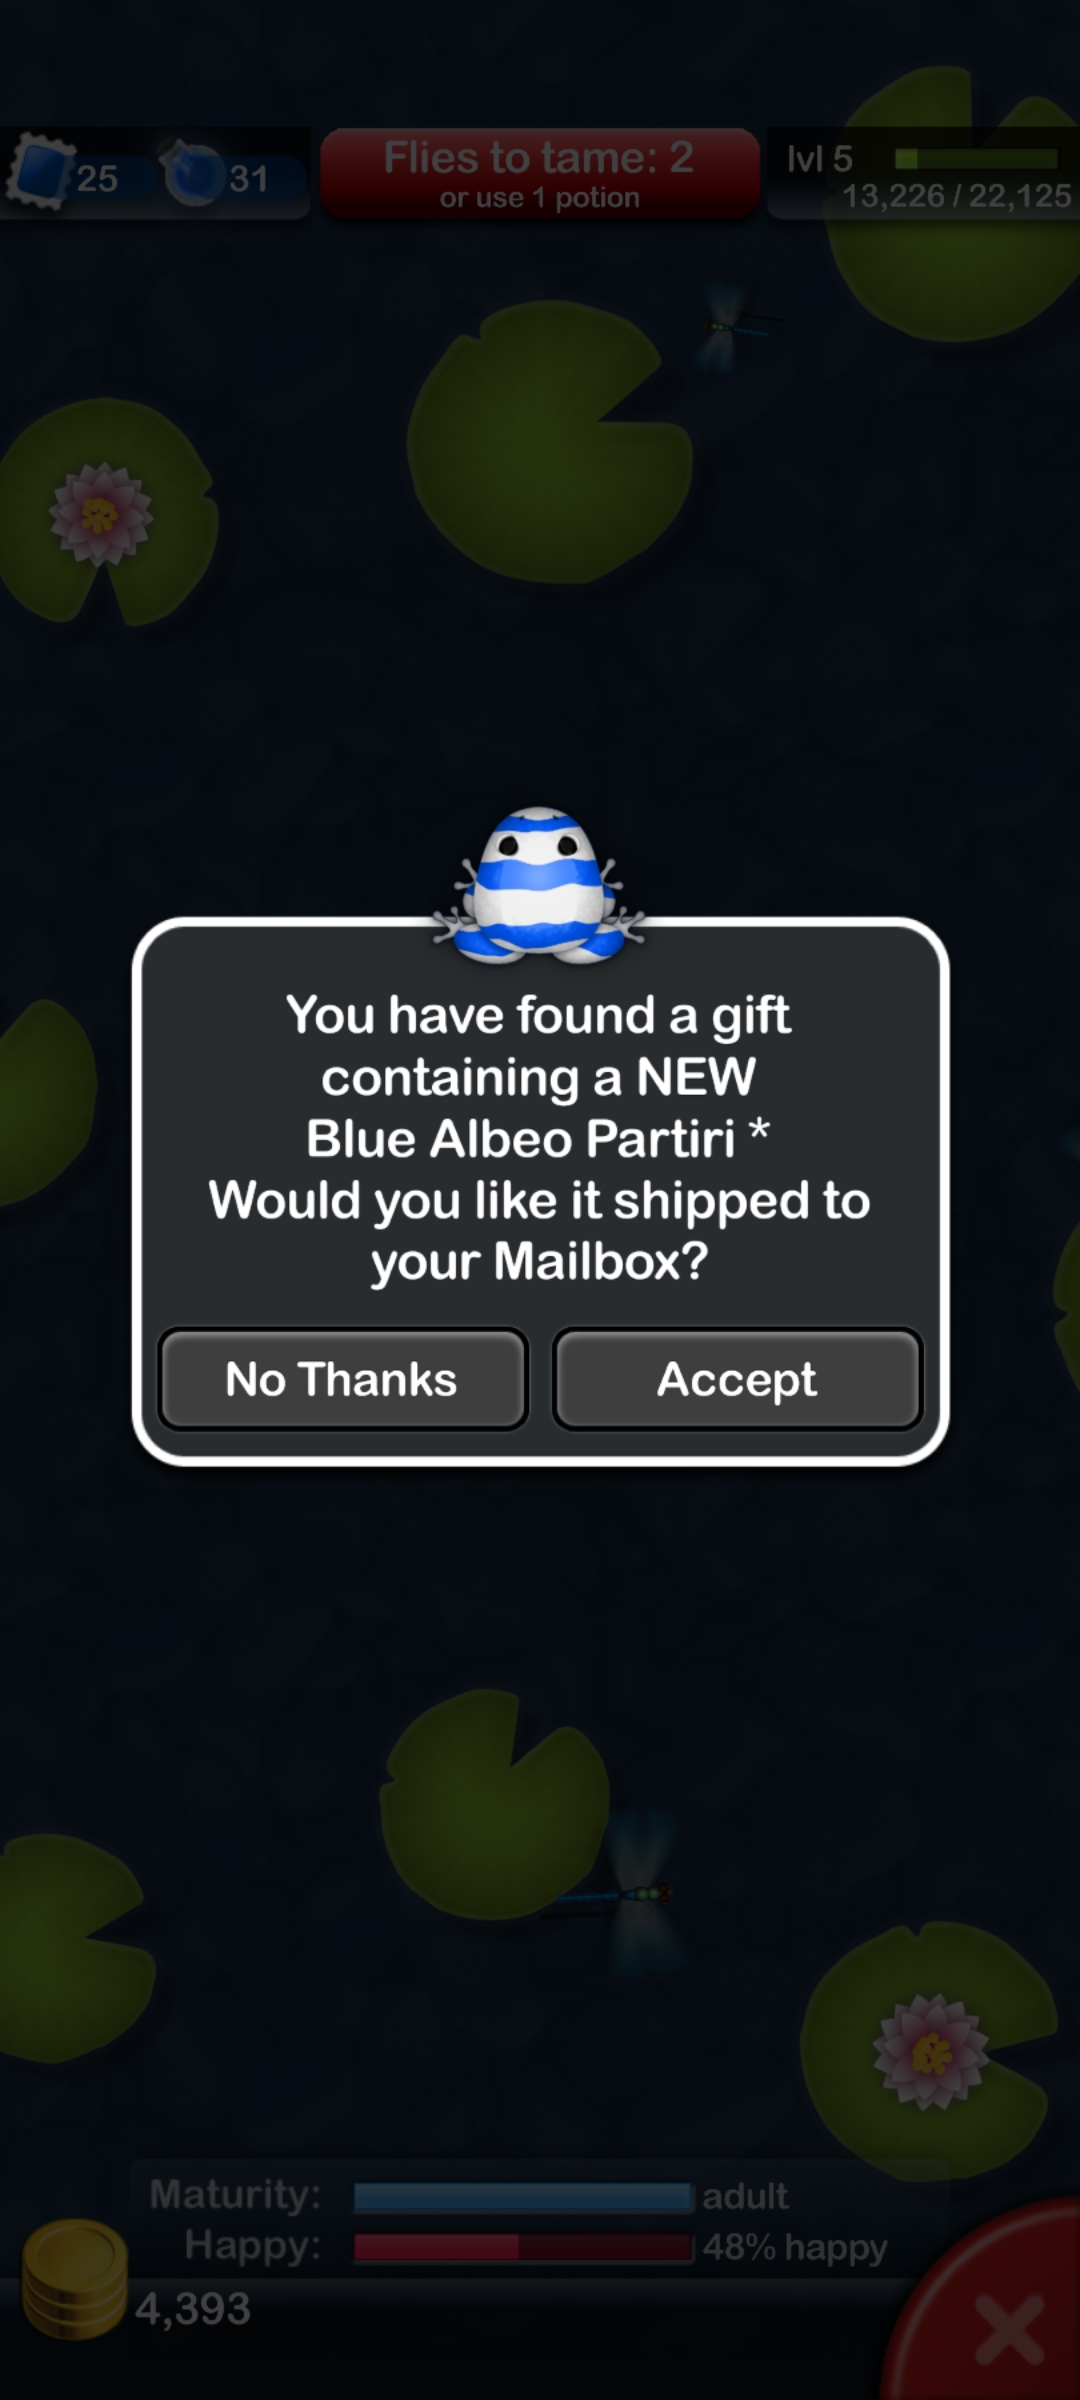 25
31
Flies to tame: 2
or use 1 potion
lvl 5
13,226 / 22,125
You have found a gift
containing a NEW
Blue Albeo Partiri *
Would you like it shipped to
your Mailbox?
No Thanks
Accept
Maturity: adult
Happy: 48% happy
4,393